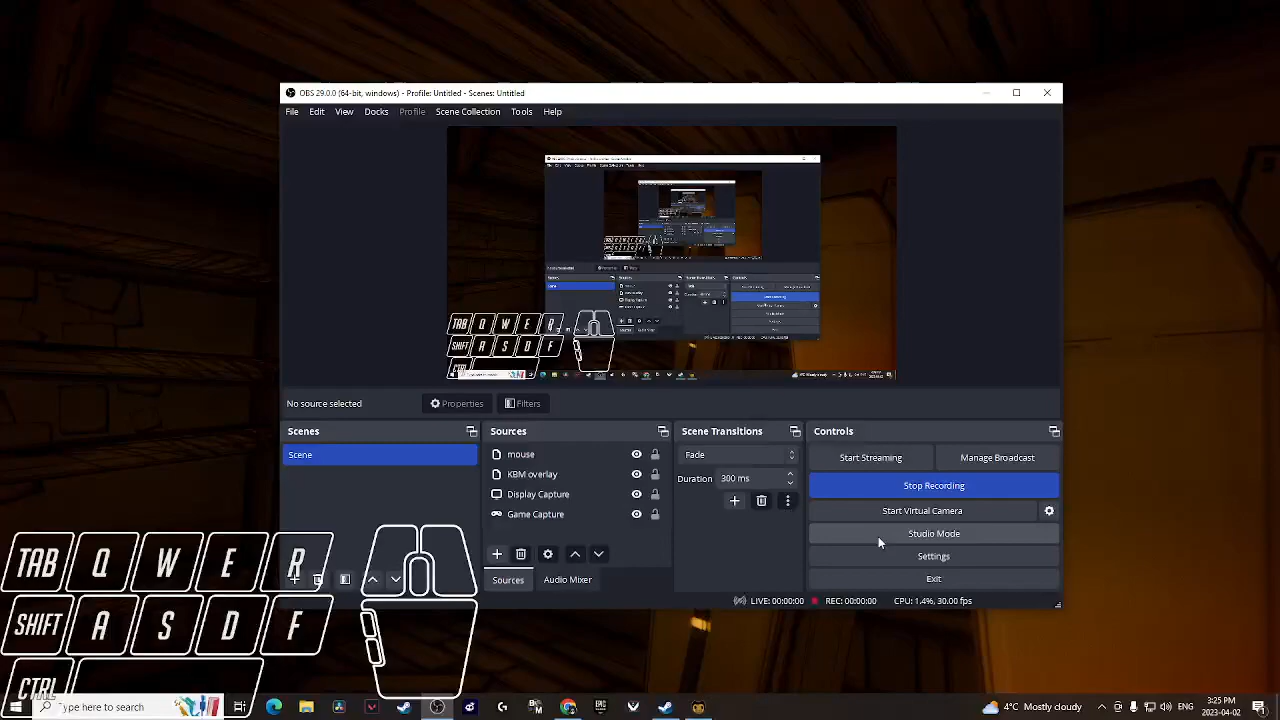 OBS 29.0.0 (64-bit, windows) - Profile: Untitled - Scenes: Untitled
File Edit View Docks Profile Scene Collection Tools Help
TAB Q W E
SHIFT A S D F
CTRL
No source selected Properties Filters
Scenes
Scene
Sources
mouse
KBM overlay
Display Capture
Game Capture
Sources Audio Mixer
Scene Transitions
Fade
Duration 300 ms
Controls
Start Streaming Manage Broadcast
Stop Recording
Start Virtual Camera
Studio Mode
Settings
Exit
LIVE: 00:00:00 REC: 00:00:00 CPU: 1.4%, 30.00 fps
TAB Q W E R
SHIFT A S D F
CTRL
Type here to search
4°C Mostly cloudy ENG 3:25 PM
2023-04-02